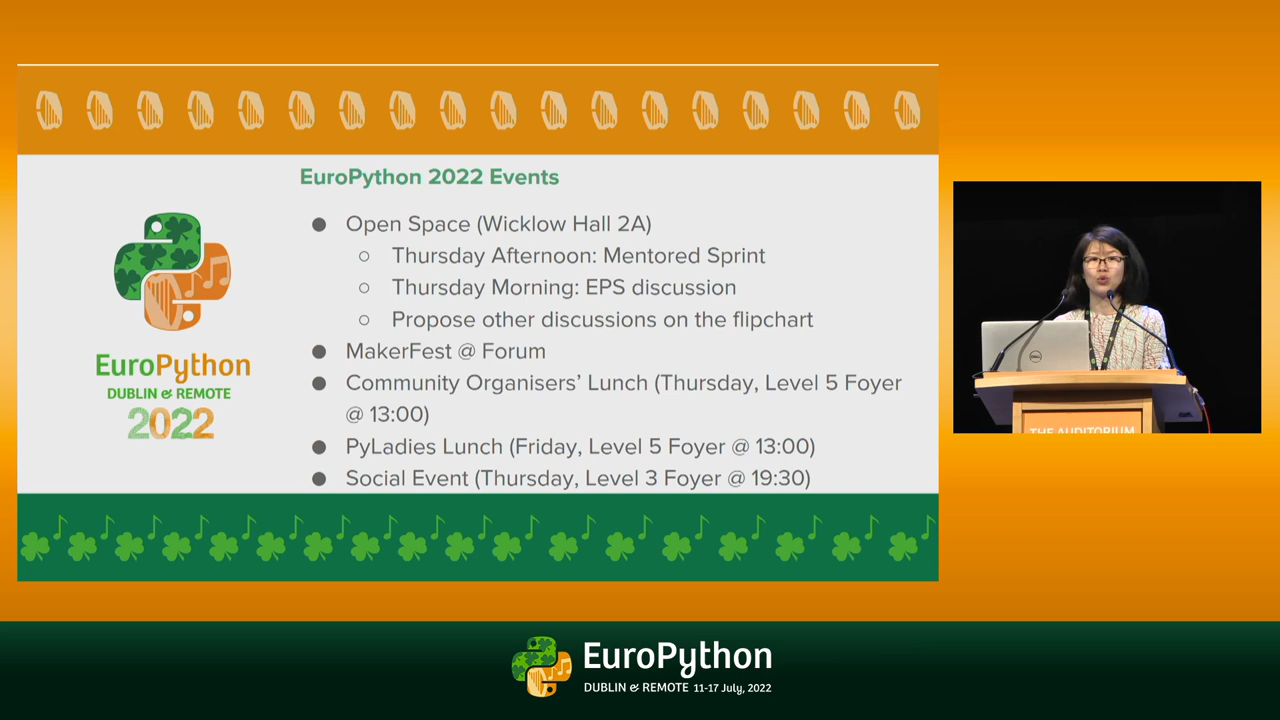 EuroPython 2022 Events
● Open Space (Wicklow Hall 2A)
○ Thursday Afternoon: Mentored Sprint
○ Thursday Morning: EPS discussion
○ Propose other discussions on the flipchart
● MakerFest @ Forum
● Community Organisers’ Lunch (Thursday, Level 5 Foyer
@ 13:00)
● PyLadies Lunch (Friday, Level 5 Foyer @ 13:00)
● Social Event (Thursday, Level 3 Foyer @ 19:30)
EuroPython
DUBLIN & REMOTE
2022
DELL
THE AUDITORIUM
EuroPython
DUBLIN & REMOTE 11-17 July, 2022